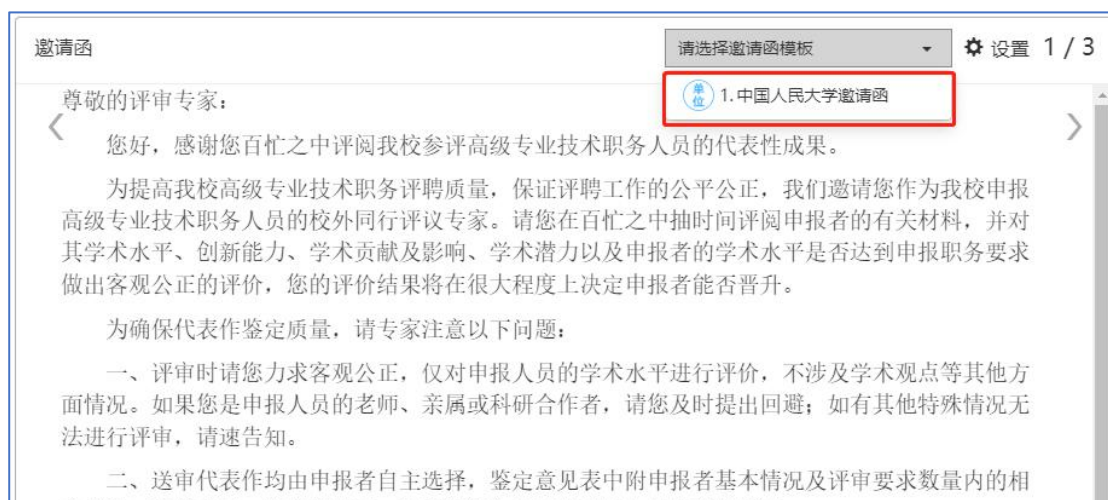 邀请函
请选择邀请函模板
设置 1 / 3
单位 1.中国人民大学邀请函
尊敬的评审专家：
您好，感谢您百忙之中评阅我校参评高级专业技术职务人员的代表性成果。
为提高我校高级专业技术职务评聘质量，保证评聘工作的公平公正，我们邀请您作为我校申报
高级专业技术职务人员的校外同行评议专家。请您在百忙之中抽时间评阅申报者的有关材料，并对
其学术水平、创新能力、学术贡献及影响、学术潜力以及申报者的学术水平是否达到申报职务要求
做出客观公正的评价，您的评价结果将在很大程度上决定申报者能否晋升。
为确保代表作鉴定质量，请专家注意以下问题：
一、评审时请您力求客观公正，仅对申报人员的学术水平进行评价，不涉及学术观点等其他方
面情况。如果您是申报人员的老师、亲属或科研合作者，请您及时提出回避；如有其他特殊情况无
法进行评审，请速告知。
二、送审代表作均由申报者自主选择，鉴定意见表中附申报者基本情况及评审要求数量内的相